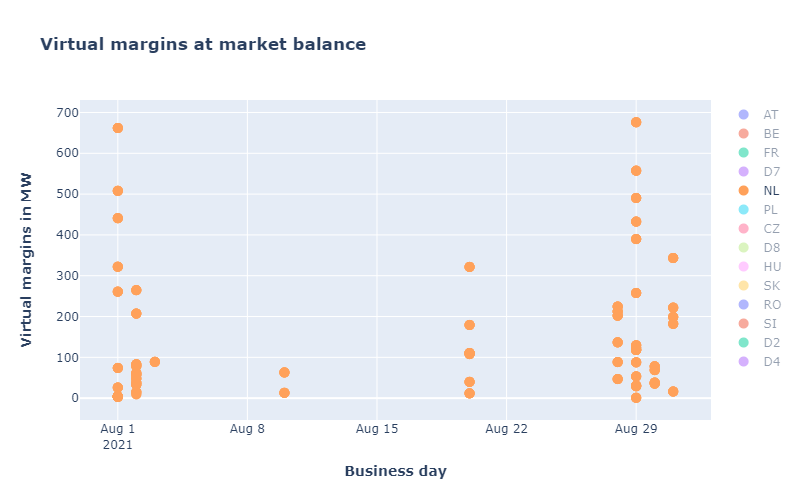 Virtual margins at market balance
Virtual margins in MW
700
600
500
400
300
200
100
0
Aug 1
2021
Aug 8
Aug 15
Aug 22
Aug 29
Business day
AT
BE
FR
D7
NL
PL
CZ
D8
HU
SK
RO
SI
D2
D4